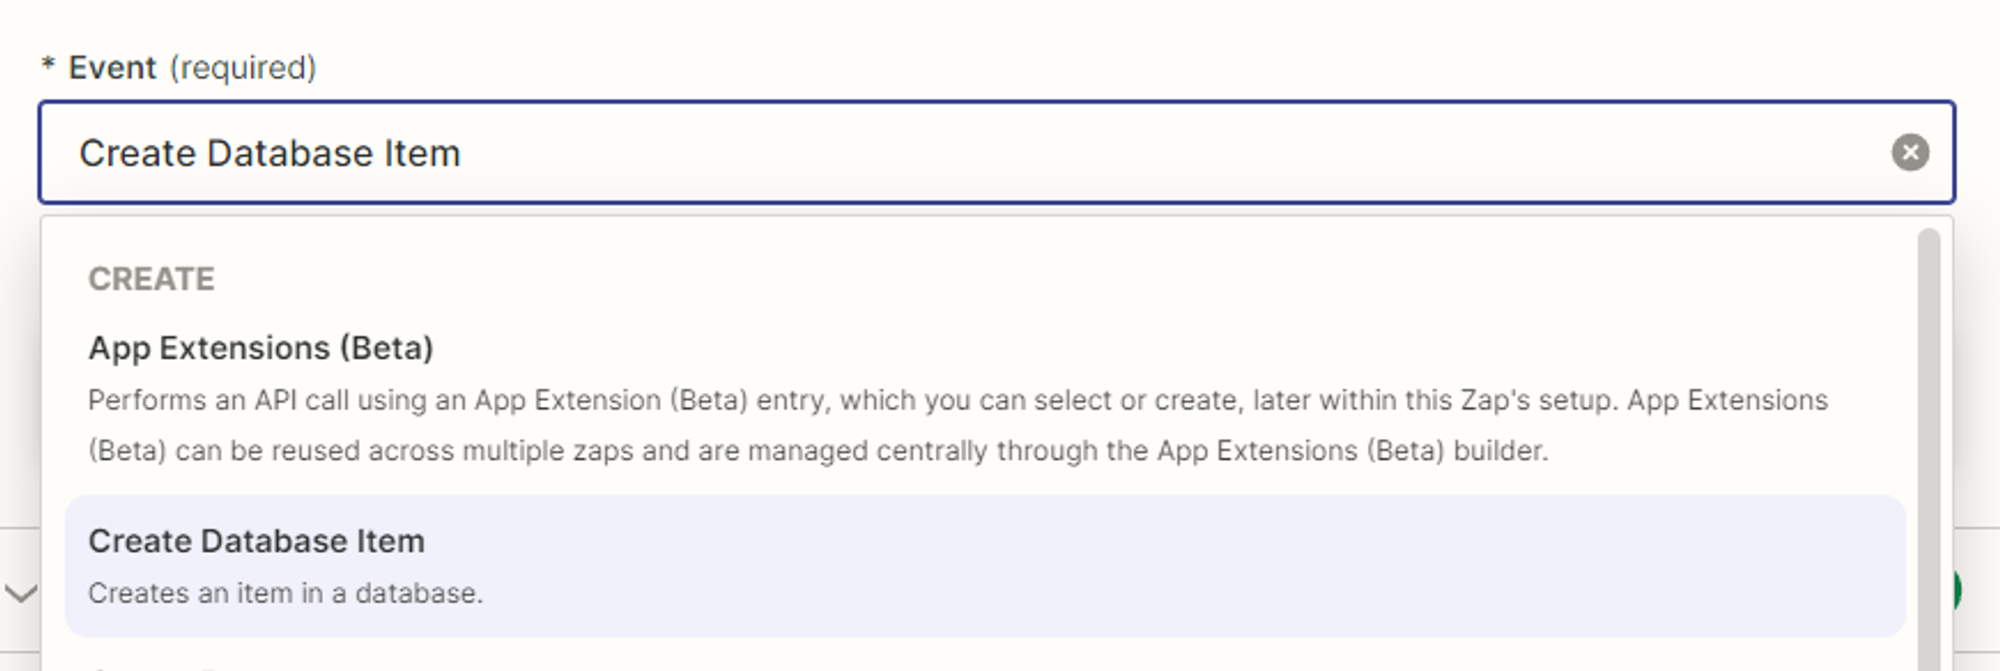 * Event (required)
Create Database Item
CREATE
App Extensions (Beta)
Performs an API call using an App Extension (Beta) entry, which you can select or create, later within this Zap's setup. App Extensions
(Beta) can be reused across multiple zaps and are managed centrally through the App Extensions (Beta) builder.
Create Database Item
Creates an item in a database.